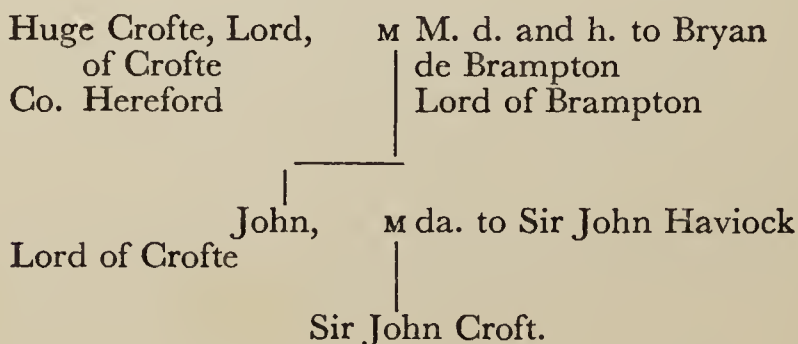 Huge Crofte, Lord, M M. d. and h. to Bryan
of Crofte de Brampton
Co. Hereford Lord of Brampton
John, M da. to Sir John Haviock
Lord of Crofte
Sir John Croft.